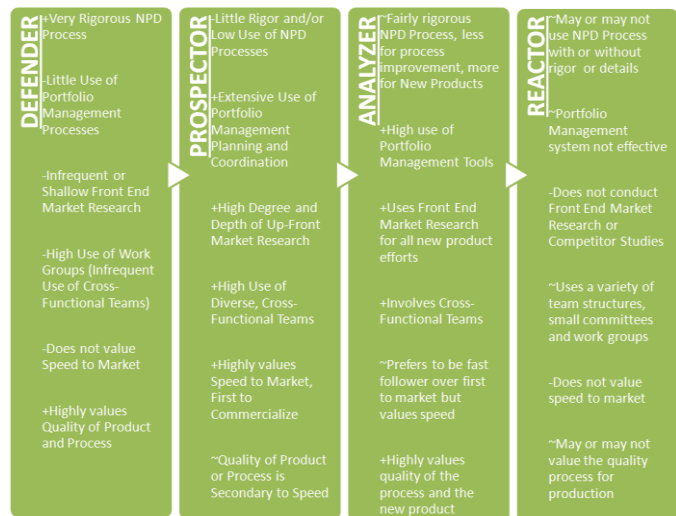 DEFENDER
+Very Rigorous NPD
Process
-Little Use of
Portfolio
Management
Processes
-Infrequent or
Shallow Front End
Market Research
-High Use of Work
Groups (Infrequent
Use of Cross-
Functional Teams)
-Does not value
Speed to Market
+Highly values
Quality of Product
and Process
PROSPECTOR
-Little Rigor and/or
Low Use of NPD
Processes
+Extensive Use of
Portfolio
Management
Planning and
Coordination
+High Degree and
Depth of Up-Front
Market Research
+High Use of
Diverse, Cross-
Functional Teams
+Highly values
Speed to Market,
First to
Commercialize
~Quality of Product
or Process is
Secondary to Speed
ANALYZER
~Fairly rigorous
NPD Process, less
for process
improvement, more
for New Products
+High use of
Portfolio
Management Tools
+Uses Front End
Market Research
for all new product
efforts
+Involves Cross-
Functional Teams
~Prefers to be fast
follower over first
to market but
values speed
+Highly values
quality of the
process and the
new product
REACTOR
~May or may not
use NPD Process
with or without
rigor or details
~Portfolio
Management
system not effective
-Does not conduct
Front End Market
Research or
Competitor Studies
~Uses a variety of
team structures,
small committees
and work groups
-Does not value
speed to market
~May or may not
value the quality
process for
production